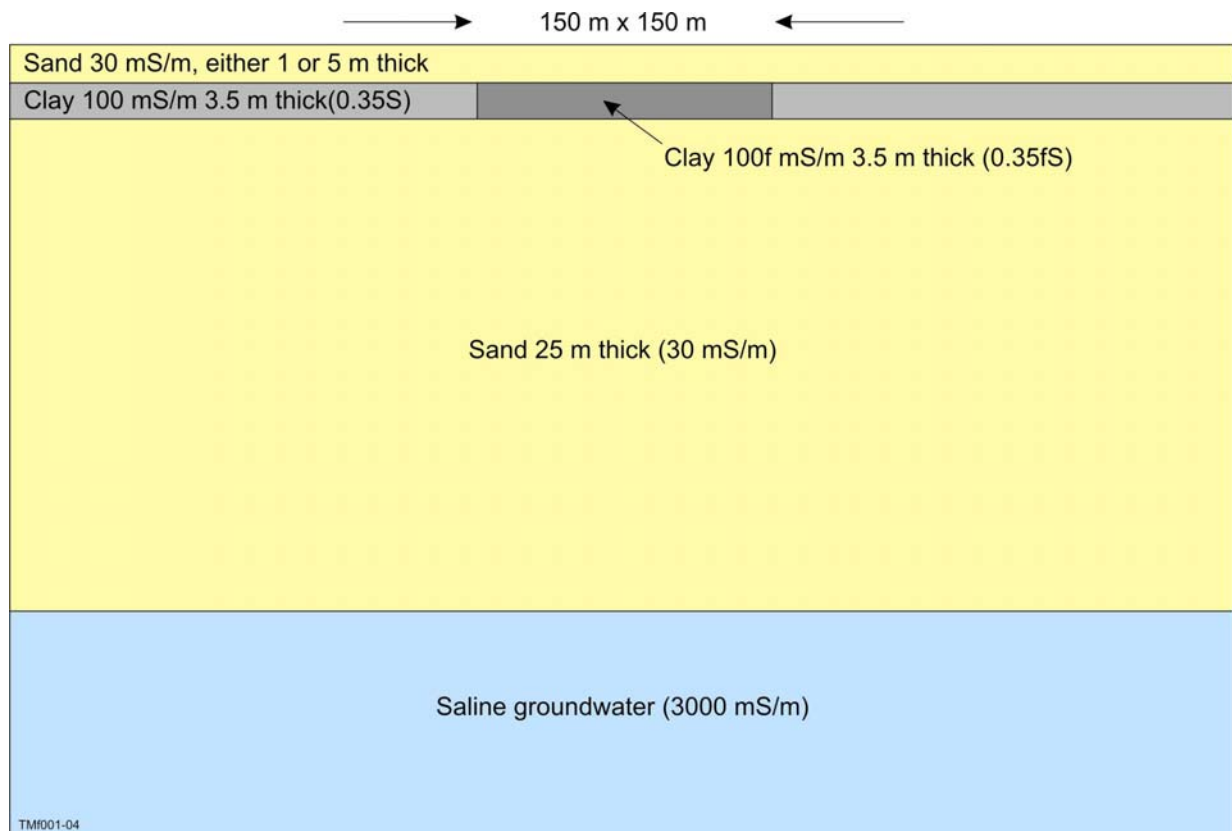 150 m x 150 m
Sand 30 mS/m, either 1 or 5 m thick
Clay 100 mS/m 3.5 m thick(0.35S)
Clay 100f mS/m 3.5 m thick (0.35fS)
Sand 25 m thick (30 mS/m)
Saline groundwater (3000 mS/m)
TMf001-04